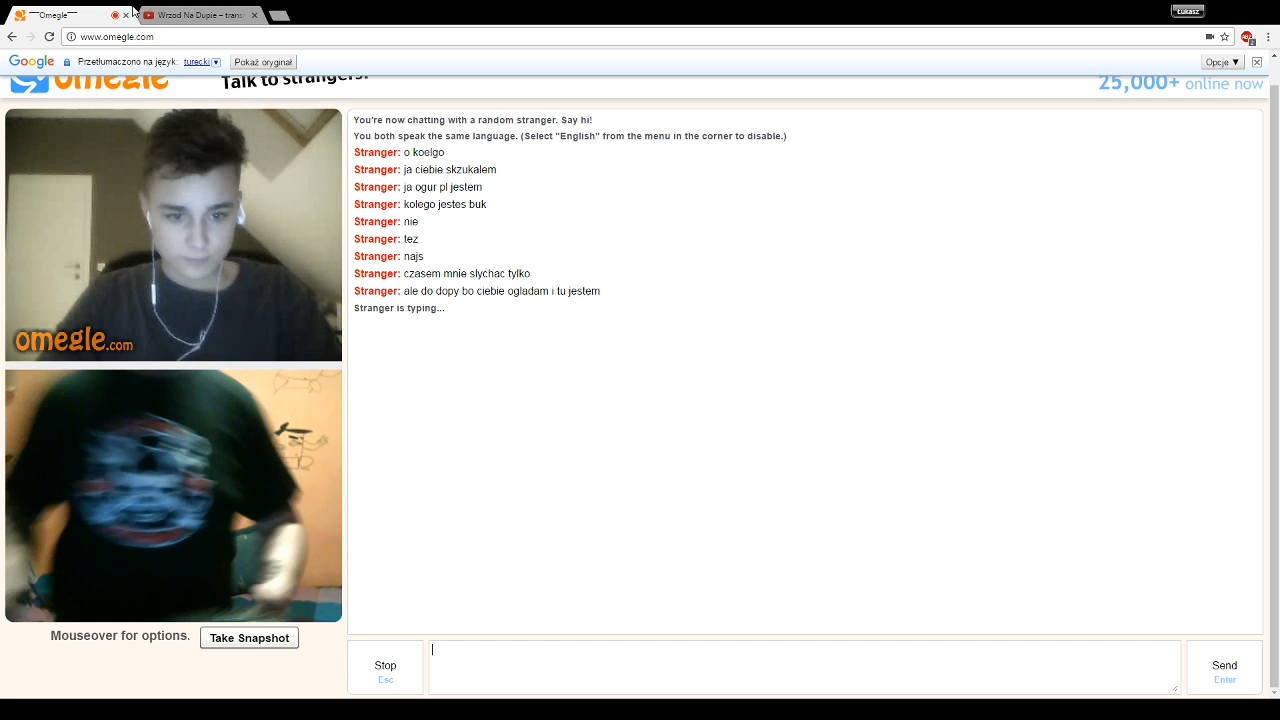 Omegle
Wrzod Na Dupie – trans
Łukasz
www.omegle.com
Google Przetłumaczono na język: turecki Pokaż oryginał Opcje
omegle Talk to strangers! 25,000+ online now
You're now chatting with a random stranger. Say hi!
You both speak the same language. (Select "English" from the menu in the corner to disable.)
Stranger: o koelgo
Stranger: ja ciebie skzukalem
Stranger: ja ogur pl jestem
Stranger: kolego jestes buk
Stranger: nie
Stranger: tez
Stranger: najs
Stranger: czasem mnie slychac tylko
Stranger: ale do dopy bo ciebie ogladam i tu jestem
Stranger is typing...
omegle.com
Mouseover for options. Take Snapshot
Stop
Esc
Send
Enter